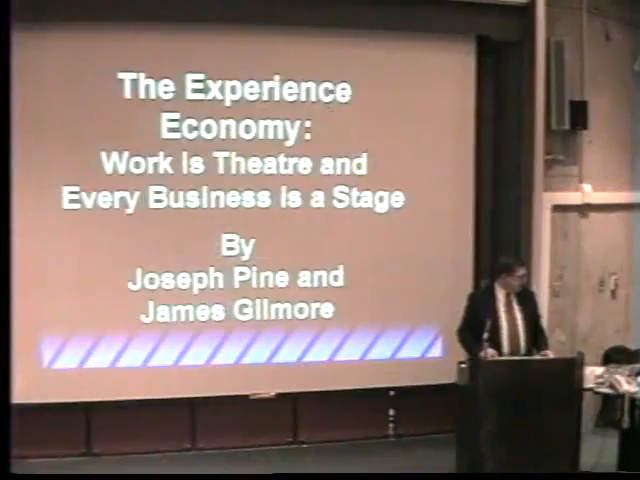 The Experience
Economy:
Work is Theatre and
Every Business is a Stage
By
Joseph Pine and
James Gilmore